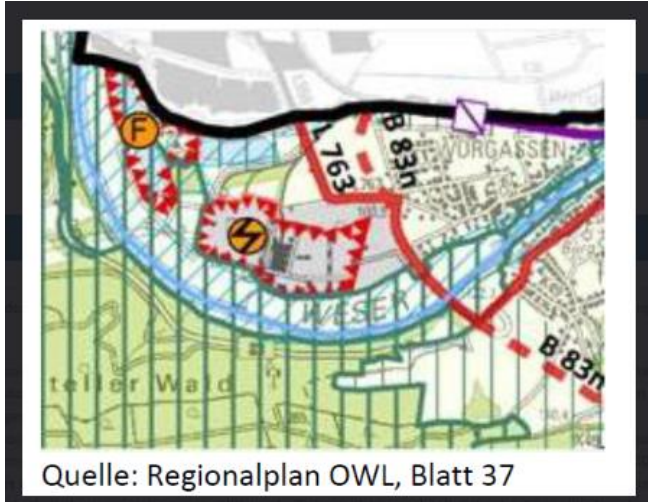 F
L 763
B 83n
WÜRGASSEN
WESER
teller Wald
B 83n
Quelle: Regionalplan OWL, Blatt 37